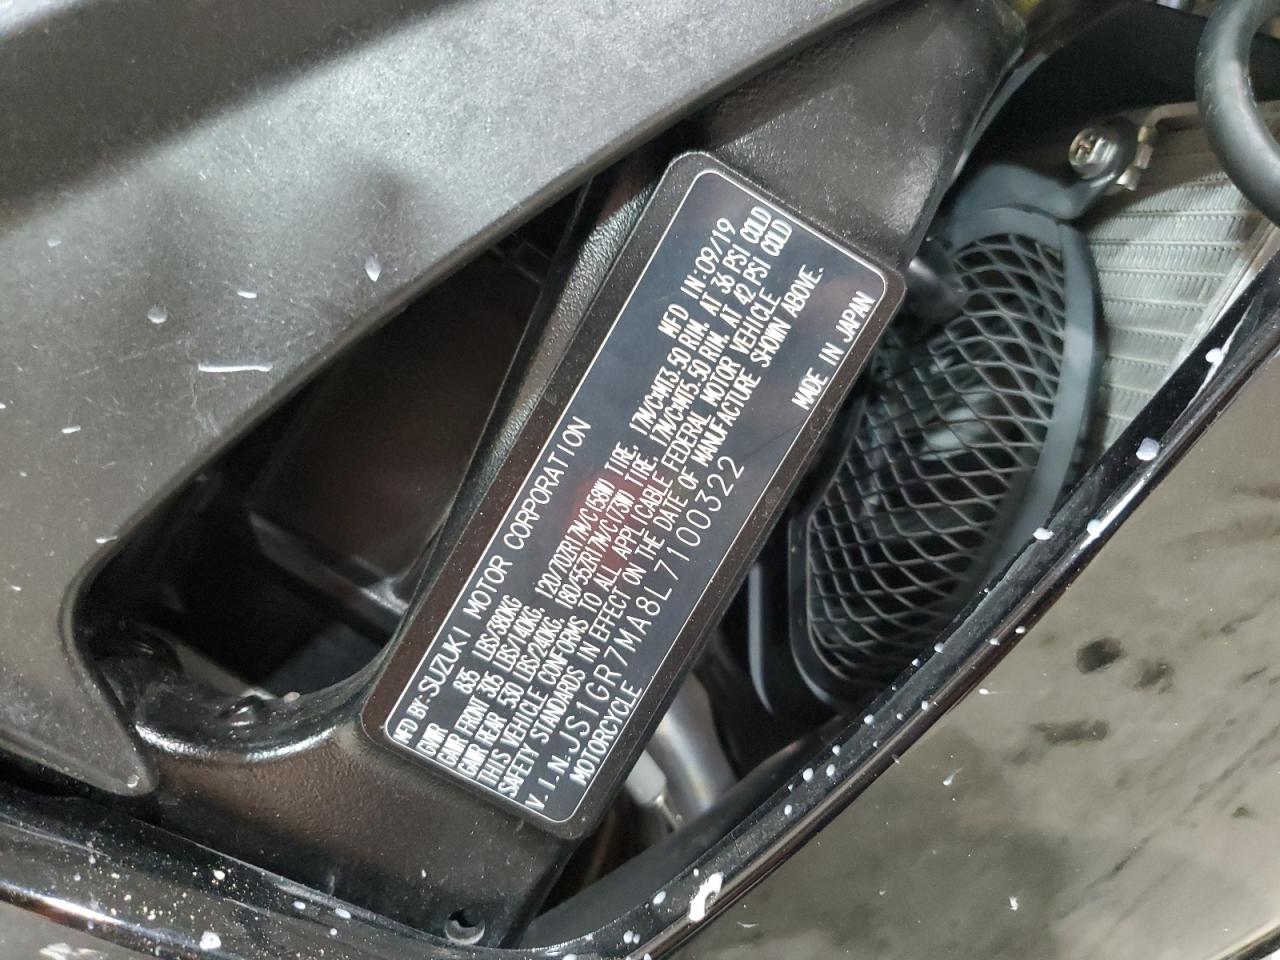 MFD BY:SUZUKI MOTOR CORPORATION MFD IN:09/19
GVWR 835 LBS/380KG
GAWR FRONT 305 LBS/140KG. 120/70ZR17M/C(58W) TIRE. 17M/C×MT3.50 RIM. AT 36 PSI COLD
GAWR REAR 530 LBS/240KG. 180/55ZR17M/C(73W) TIRE. 17M/C×MT5.50 RIM. AT 42 PSI COLD
THIS VEHICLE CONFORMS TO ALL APPLICABLE FEDERAL MOTOR VEHICLE
SAFETY STANDARDS IN EFFECT ON THE DATE OF MANUFACTURE SHOWN ABOVE.
V.I.N.JS1GR7MA8L7100322
MOTORCYCLE MADE IN JAPAN